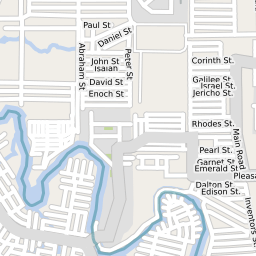 Paul St
Daniel St
Abraham St
Peter St
John St
Isaiah
David St
Enoch St
Corinth St.
Galilee St.
Israel St.
Jericho St.
Rhodes St.
Main Road
Pearl St.
Garnet St.
Emerald St.
Pleasa
Dalton St.
Edison St.
Inventors S